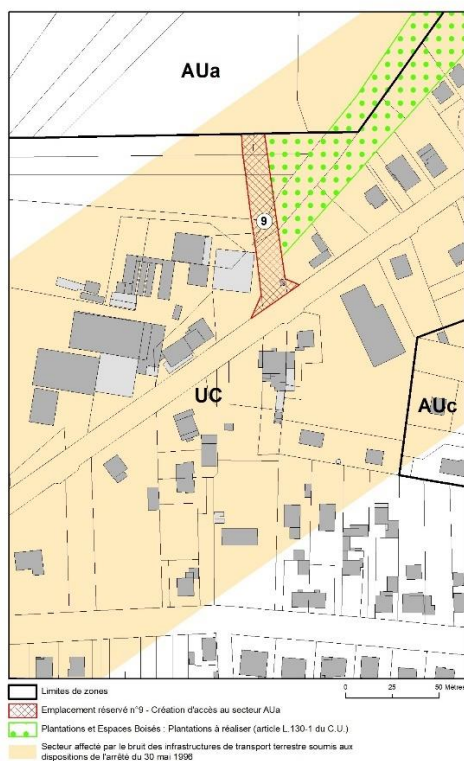 AUa
9
UC
AUc
Limites de zones
0 25 50 Mètres
Emplacement réservé n°9 - Création d'accès au secteur AUa
Plantations et Espaces Boisés : Plantations à réaliser (article L.130-1 du C.U.)
Secteur affecté par le bruit des infrastructures de transport terrestre soumis aux
dispositions de l'arrêté du 30 mai 1996